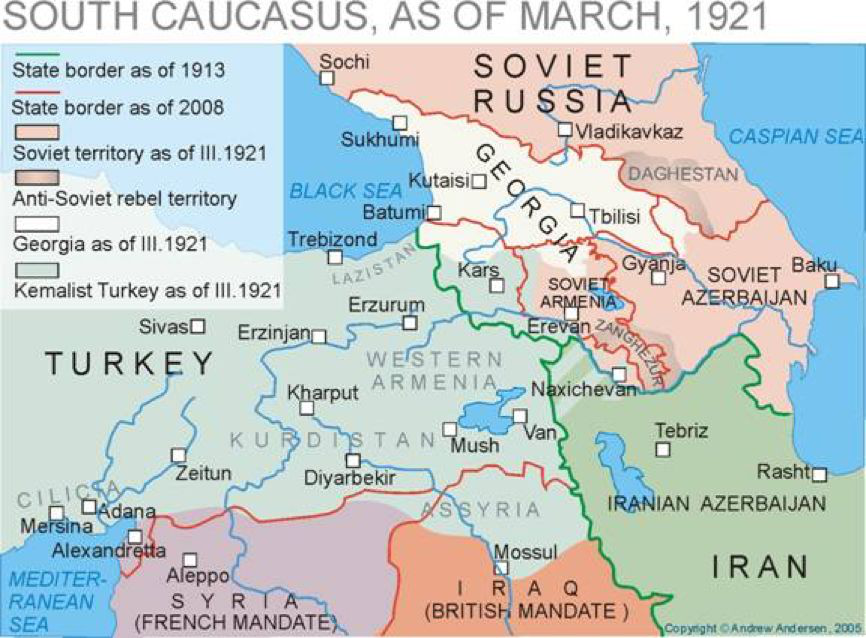 SOUTH CAUCASUS, AS OF MARCH, 1921
State border as of 1913
State border as of 2008
Soviet territory as of III.1921
Anti-Soviet rebel territory
Georgia as of III.1921
Kemalist Turkey as of III.1921
Sochi
SOVIET
RUSSIA
Sukhumi
Vladikavkaz
CASPIAN SEA
GEORGIA
DAGHESTAN
BLACK SEA
Kutaisi
Batumi
Tbilisi
Trebizond
LAZISTAN
Kars
Gyanja
SOVIET
AZERBAIJAN
Baku
SOVIET
ARMENIA
Erzurum
Sivas
Erzinjan
Erevan
ZANGHEZUR
TURKEY
WESTERN
ARMENIA
Kharput
Naxichevan
KURDISTAN
Mush
Van
Tebriz
Zeitun
Diyarbekir
Rasht
CILICIA
Adana
Mersina
ASSYRIA
IRANIAN AZERBAIJAN
Alexandretta
Aleppo
Mossul
IRAN
MEDITER-
RANEAN
SEA
SYRIA
(FRENCH MANDATE)
IRAQ
(BRITISH MANDATE )
Copyright © Andrew Andersen, 2005